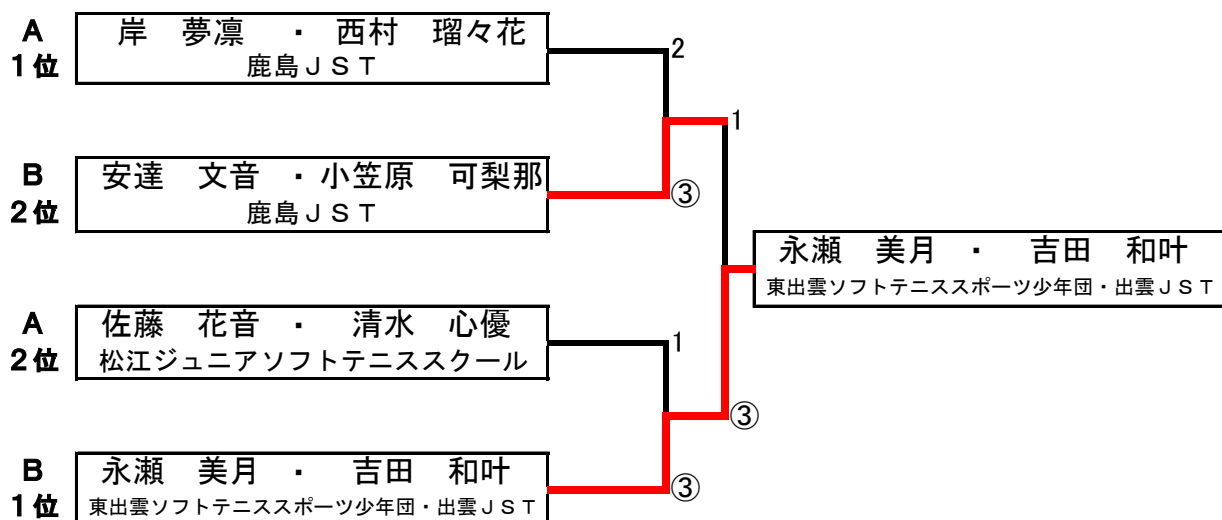 A
1位
岸　夢凛　・　西村　瑠々花
鹿島ＪＳＴ
2
1
B
2位
安達　文音　・小笠原　可梨那
鹿島ＪＳＴ
③
永瀬　美月　・　吉田　和叶
東出雲ソフトテニススポーツ少年団・出雲ＪＳＴ
A
2位
佐藤　花音　・　清水　心優
松江ジュニアソフトテニススクール
1
③
B
1位
永瀬　美月　・　吉田　和叶
東出雲ソフトテニススポーツ少年団・出雲ＪＳＴ
③